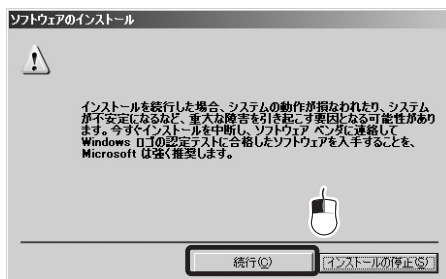 ソフトウェアのインストール
インストールを続行した場合、システムの動作が損なわれたり、システム
が不安定になるなど、重大な障害を引き起こす要因となる可能性があり
ます。今すぐインストールを中断し、ソフトウェア ベンダに連絡して
Windows ロゴの認定テストに合格したソフトウェアを入手することを、
Microsoft は強く推奨します。
続行(C)
インストールの停止(S)